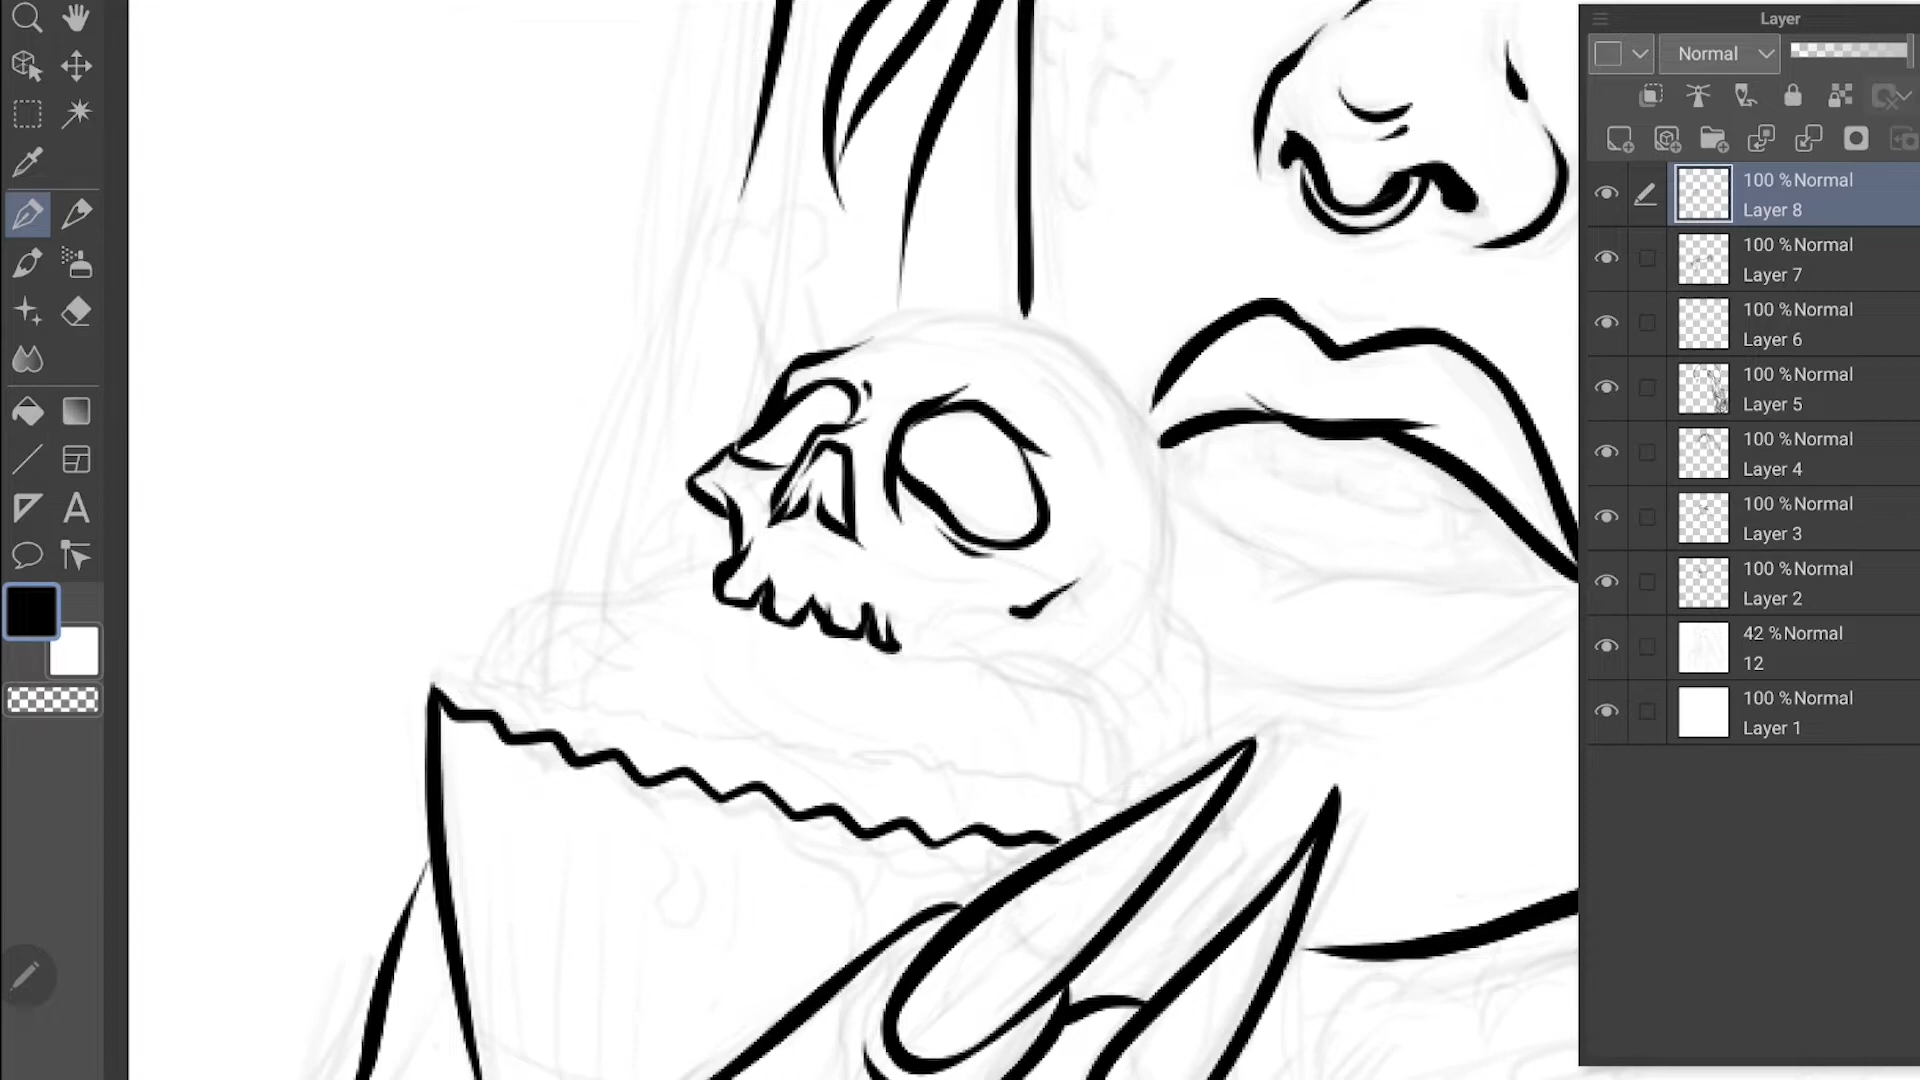 Layer
Normal
100 %Normal
Layer 8
100 %Normal
Layer 7
100 %Normal
Layer 6
100 %Normal
Layer 5
100 %Normal
Layer 4
100 %Normal
Layer 3
100 %Normal
Layer 2
42 %Normal
12
100 %Normal
Layer 1